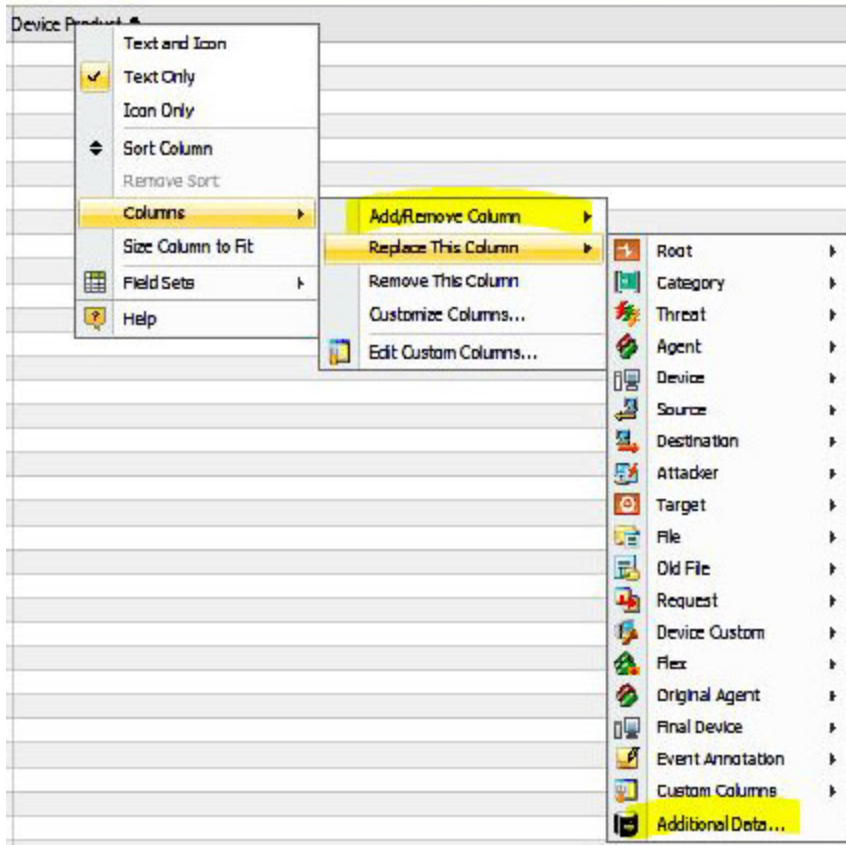 Device Product
Text and Icon
Text Only
Icon Only
Sort Column
Remove Sort
Columns
Size Column to Fit
Field Sets
Help
Add/Remove Column
Replace This Column
Remove This Column
Customize Columns...
Edit Custom Columns...
Root
Category
Threat
Agent
Device
Source
Destination
Attacker
Target
File
Old File
Request
Device Custom
Flex
Original Agent
Final Device
Event Annotation
Custom Columns
Additional Data...